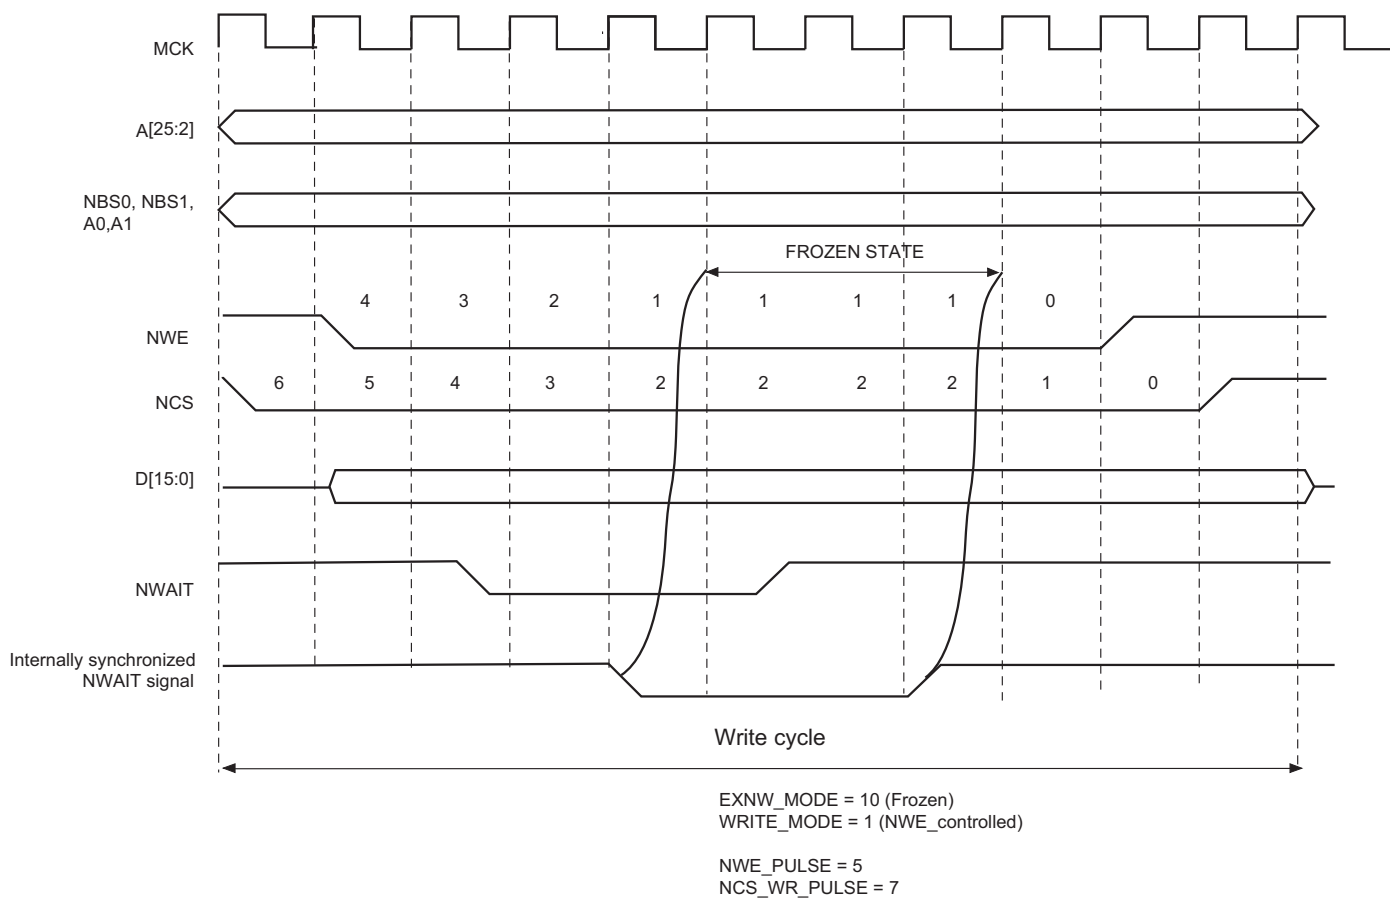 MCK
A[25:2]
NBS0, NBS1,
A0,A1
FROZEN STATE
4 3 2 1 1 1 1 0
NWE
6 5 4 3 2 2 2 2 1 0
NCS
D[15:0]
NWAIT
Internally synchronized
NWAIT signal
Write cycle
EXNW_MODE = 10 (Frozen)
WRITE_MODE = 1 (NWE_controlled)
NWE_PULSE = 5
NCS_WR_PULSE = 7